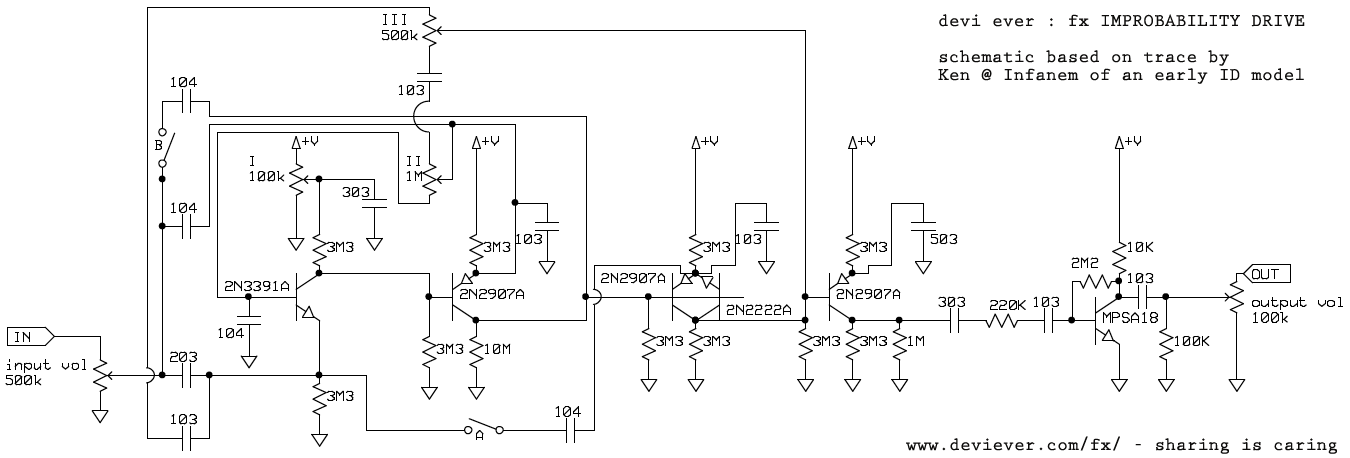 III
500k
devi ever : fx IMPROBABILITY DRIVE
schematic based on trace by
Ken @ Infanem of an early ID model
104
103
B
+V
+V
+V
+V
+V
I
100k
II
1M
303
104
103
103
503
3M3
3M3
3M3
3M3
10K
2M2
103
2N3391A
2N2907A
2N2907A
2N2222A
2N2907A
MPSA18
OUT
output vol
100k
303
220K
103
104
IN
input vol
500k
203
3M3
10M
3M3
3M3
3M3
3M3
1M
100K
3M3
103
A
104
www.deviever.com/fx/ - sharing is caring